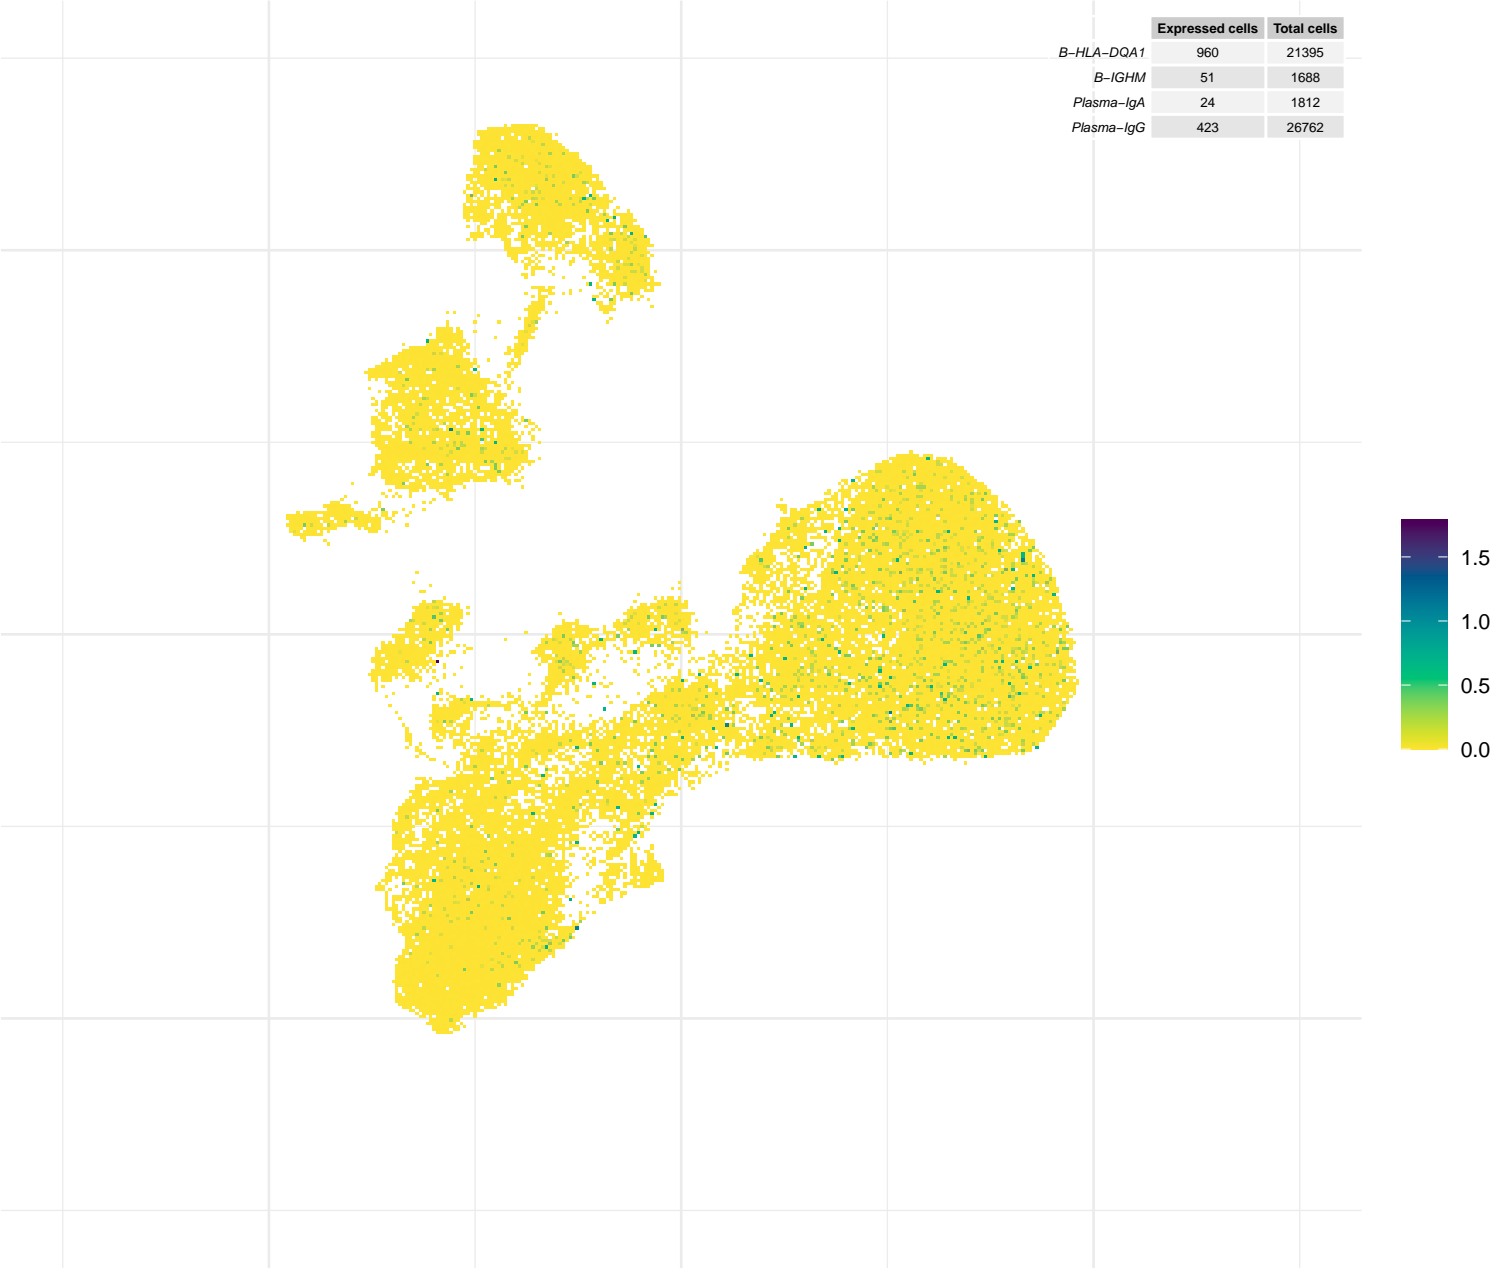 Expressed cells Total cells
B−HLA−DQA1 960 21395
B−IGHM 51 1688
Plasma−IgA 24 1812
Plasma−IgG 423 26762
1.5
1.0
0.5
0.0